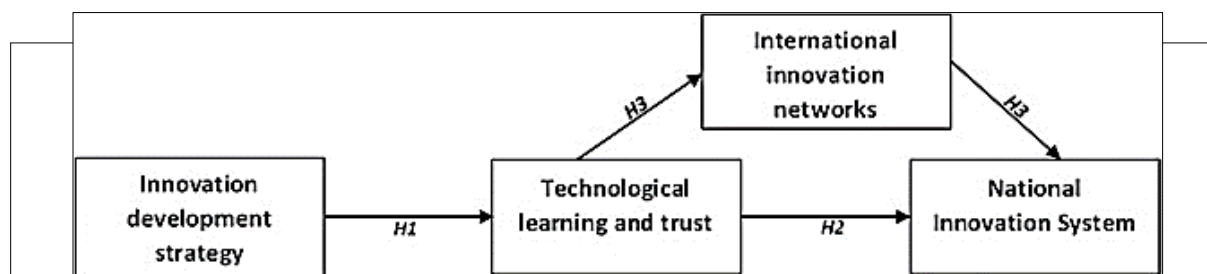 International
innovation
networks
H3
H3
Innovation
development
strategy
H1
Technological
learning and trust
H2
National
Innovation System